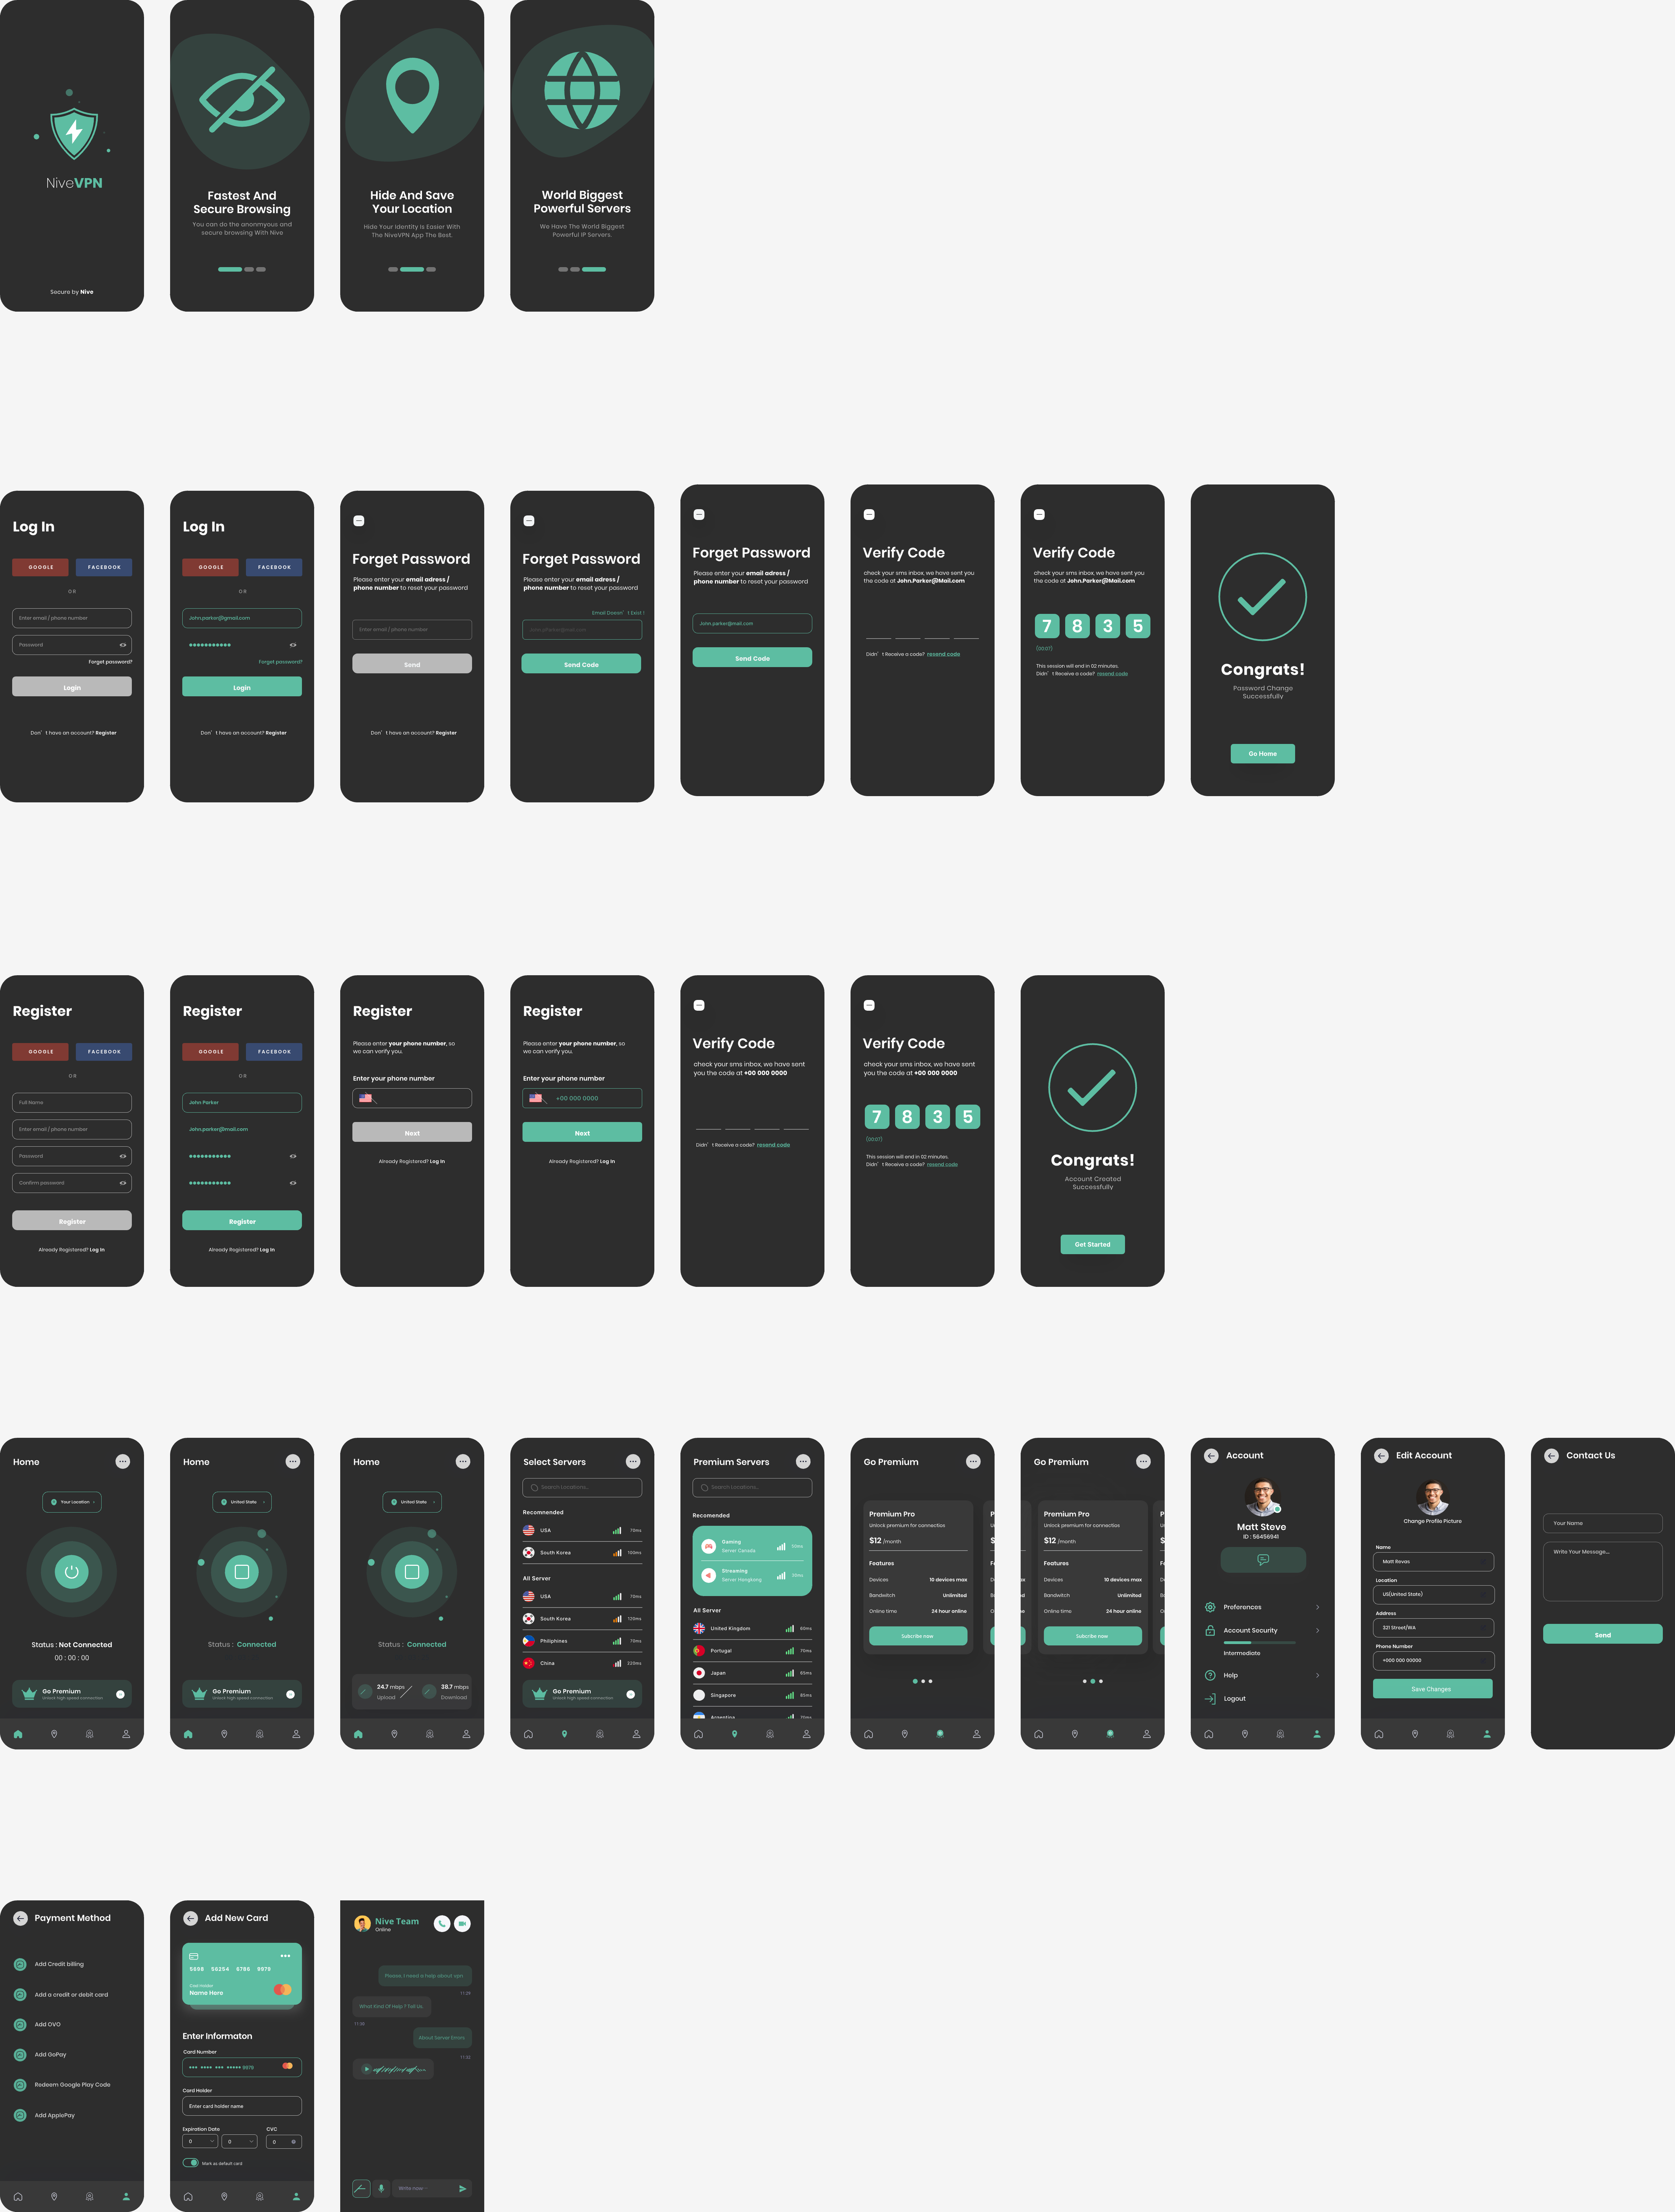 NiveVPN
Secure by Nive
Fastest And
Secure Browsing
You can do the anonmyous and
secure browsing With Nive
Hide And Save
Your Location
Hide Your Identity Is Easier With
The NiveVPN App The Best.
World Biggest
Powerful Servers
We Have The World Biggest
Powerful IP Servers.
Log In
GOOGLE FACEBOOK
OR
Enter email / phone number
Password
Forget password?
Login
Don't have an account? Register
Log In
GOOGLE FACEBOOK
OR
John.parker@gmail.com
Forget password?
Login
Don't have an account? Register
Forget Password
Please enter your email adress /
phone number to reset your password
Enter email / phone number
Send
Don't have an account? Register
Forget Password
Please enter your email adress /
phone number to reset your password
Email Doesn't Exist !
Send Code
Forget Password
Please enter your email adress /
phone number to reset your password
John.parker@mail.com
Send Code
Verify Code
check your sms inbox, we have sent you
the code at John.Parker@Mail.com
Didn't Receive a code? resend code
Verify Code
check your sms inbox, we have sent you
the code at John.Parker@Mail.com
7 8 3 5
(00:07)
This session will end in 02 minutes.
Didn't Receive a code? resend code
Congrats!
Password Change
Successfully
Go Home
Register
GOOGLE FACEBOOK
OR
Full Name
Enter email / phone number
Password
Confirm password
Register
Already Registered? Log In
Register
GOOGLE FACEBOOK
OR
John Parker
John.parker@mail.com
Register
Already Registered? Log In
Register
Please enter your phone number, so
we can verify you.
Enter your phone number
Next
Already Registered? Log In
Register
Please enter your phone number, so
we can verify you.
Enter your phone number
+00 000 0000
Next
Already Registered? Log In
Verify Code
check your sms inbox, we have sent
you the code at +00 000 0000
Didn't Receive a code? resend code
Verify Code
check your sms inbox, we have sent
you the code at +00 000 0000
7 8 3 5
(00:07)
This session will end in 02 minutes.
Didn't Receive a code? resend code
Congrats!
Account Created
Successfully
Get Started
Home
Your Location
Status : Not Connected
00 : 00 : 00
Go Premium
Unlock high speed connection
Home
United State
Status : Connected
Go Premium
Unlock high speed connection
Home
United State
Status : Connected
24.7 mbps
Upload
38.7 mbps
Download
Select Servers
Search Locations...
Recomnended
USA 70ms
South Korea 100ms
All Server
USA 70ms
South Korea 120ms
Philiphines 70ms
China 220ms
Go Premium
Unlock high speed connection
Premium Servers
Search Locations...
Recomended
Gaming
Server Canada
Streaming
Server Hongkong
All Server
United Kingdom 60ms
Portugal 70ms
Japan 60ms
Singapore 85ms
Argentina 70ms
Go Premium
Premium Pro
Unlock premium for connection
$12 /month
Features
Devices 10 devices max
Bandwitch Unlimited
Online time 24 hour online
Subcribe now
Go Premium
Premium Pro
Unlock premium for connection
$12 /month
Features
Devices 10 devices max
Bandwitch Unlimited
Online time 24 hour online
Subcribe now
Account
Matt Steve
ID : 56456941
Preferences
Account Security
Intermediate
Help
Logout
Edit Account
Change Profile Picture
Name
Matt Revas
Location
US(United State)
Address
321 Street/WA
Phone Number
+000 000 00000
Save Changes
Contact Us
Your Name
Write Your Message...
Send
Payment Method
Add Credit billing
Add a credit or debit card
Add OVO
Add GoPay
Redeem Google Play Code
Add ApploPay
Add New Card
5698 56254 6786 9979
Card Holder
Name Here
Enter Informaton
Card Number
9979
Card Holder
Enter card holder name
Expiration Date CVC
0 0 0
Mark as default card
Nive Team
Online
Please ,i need a help about vpn
11:29
What Kind Of Help ? Tell Us.
11:30
About Server Errors
11:32
Write now...